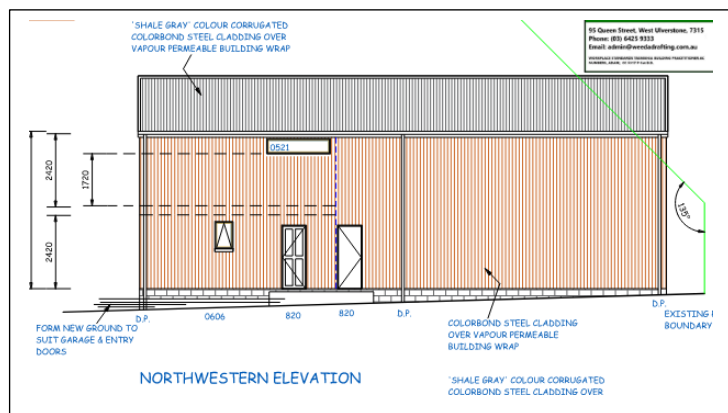 'SHALE GRAY' COLOUR CORRUGATED
COLORBOND STEEL CLADDING OVER
VAPOUR PERMEABLE BUILDING WRAP
95 Queen Street, West Ulverstone, 7315
Phone: (03) 6425 9333
Email: admin@weedadrafting.com.au
0521
2420
1720
2420
135°
D.P.
0606
820
820
D.P.
D.P.
FORM NEW GROUND TO
SUIT GARAGE & ENTRY
DOORS
COLORBOND STEEL CLADDING
OVER VAPOUR PERMEABLE
BUILDING WRAP
EXISTING
BOUNDARY
NORTHWESTERN ELEVATION
'SHALE GRAY' COLOUR CORRUGATED
COLORBOND STEEL CLADDING OVER